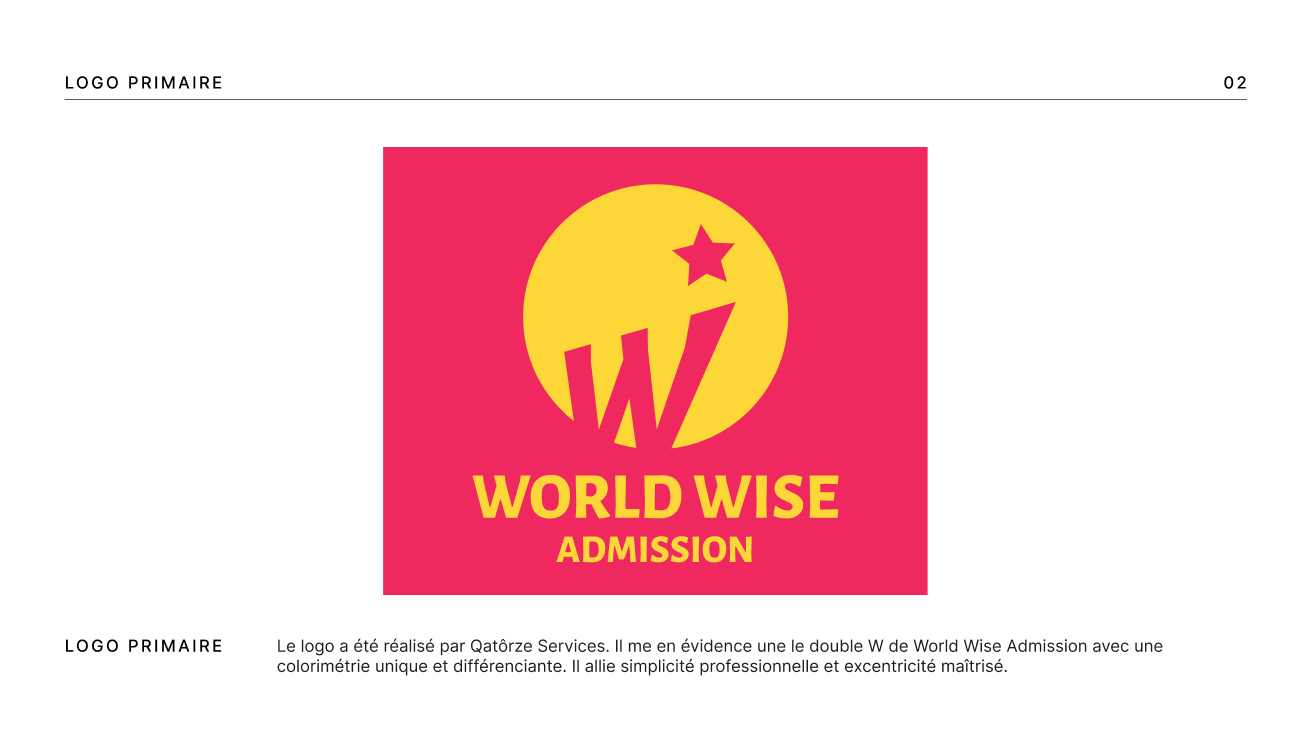 LOGO PRIMAIRE
02
WORLD WISE
ADMISSION
LOGO PRIMAIRE
Le logo a été réalisé par Qatôrze Services. Il me en évidence une le double W de World Wise Admission avec une
colorimétrie unique et différenciante. Il allie simplicité professionnelle et excentricité maîtrisé.